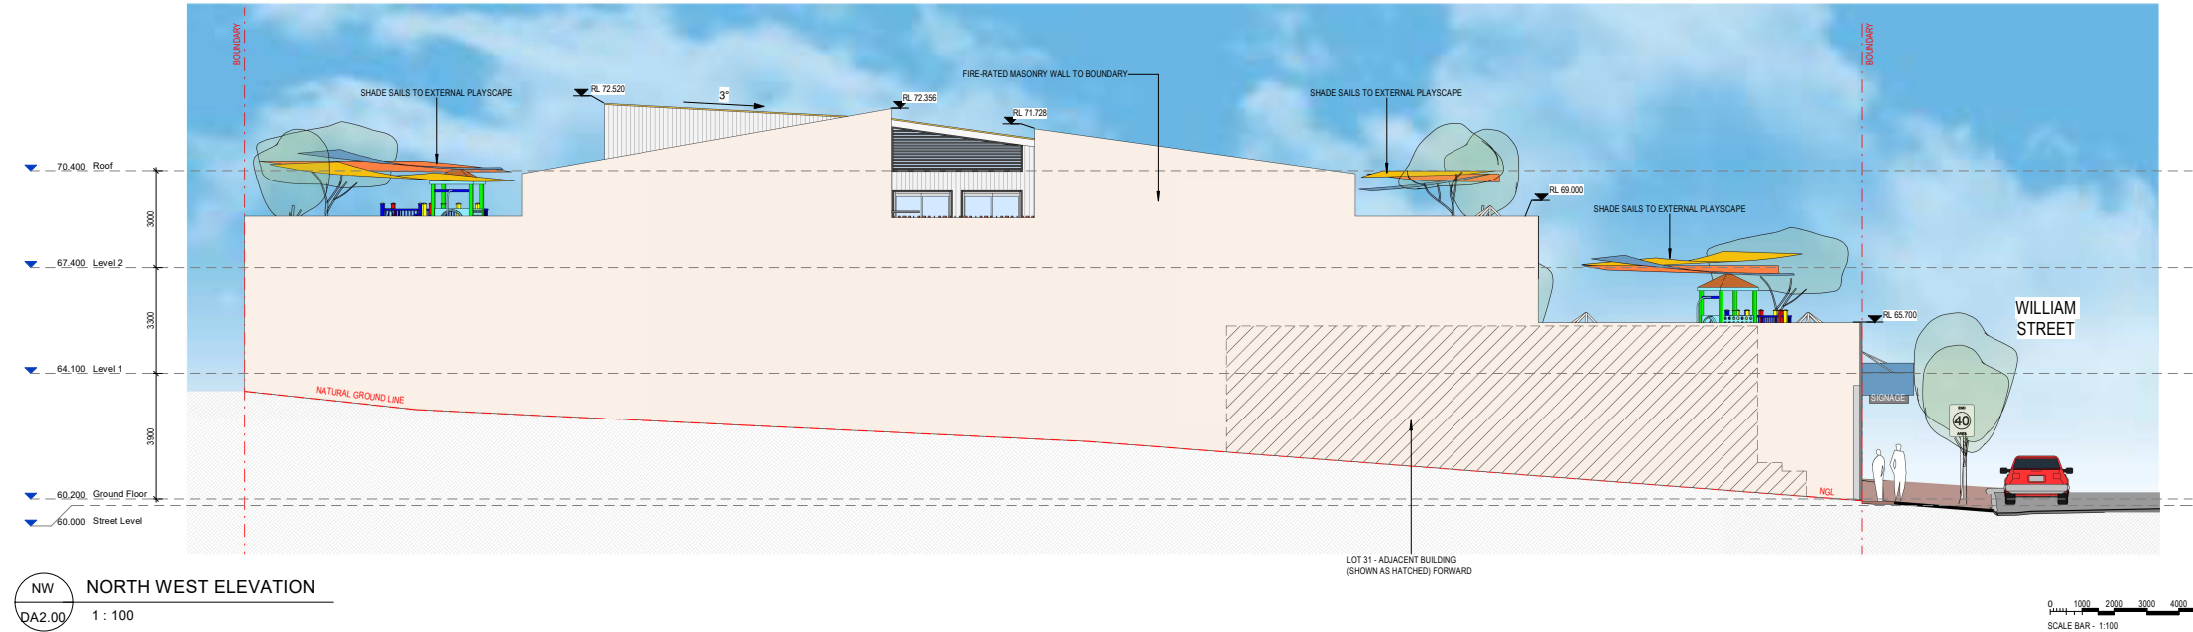 BOUNDARY
BOUNDARY
FIRE-RATED MASONRY WALL TO BOUNDARY
SHADE SAILS TO EXTERNAL PLAYSCAPE
RL 72.520
3°
RL 72.356
RL 71.728
SHADE SAILS TO EXTERNAL PLAYSCAPE
70.400 Roof
RL 69.000
SHADE SAILS TO EXTERNAL PLAYSCAPE
3000
67.400 Level 2
3300
WILLIAM
STREET
RL 65.700
64.100 Level 1
NATURAL GROUND LINE
SIGNAGE
END
40
AREA
3900
60.200 Ground Floor
NGL
60.000 Street Level
LOT 31 - ADJACENT BUILDING
(SHOWN AS HATCHED) FORWARD
NW
NORTH WEST ELEVATION
DA2.00
1 : 100
0 1000 2000 3000 4000
SCALE BAR - 1:100